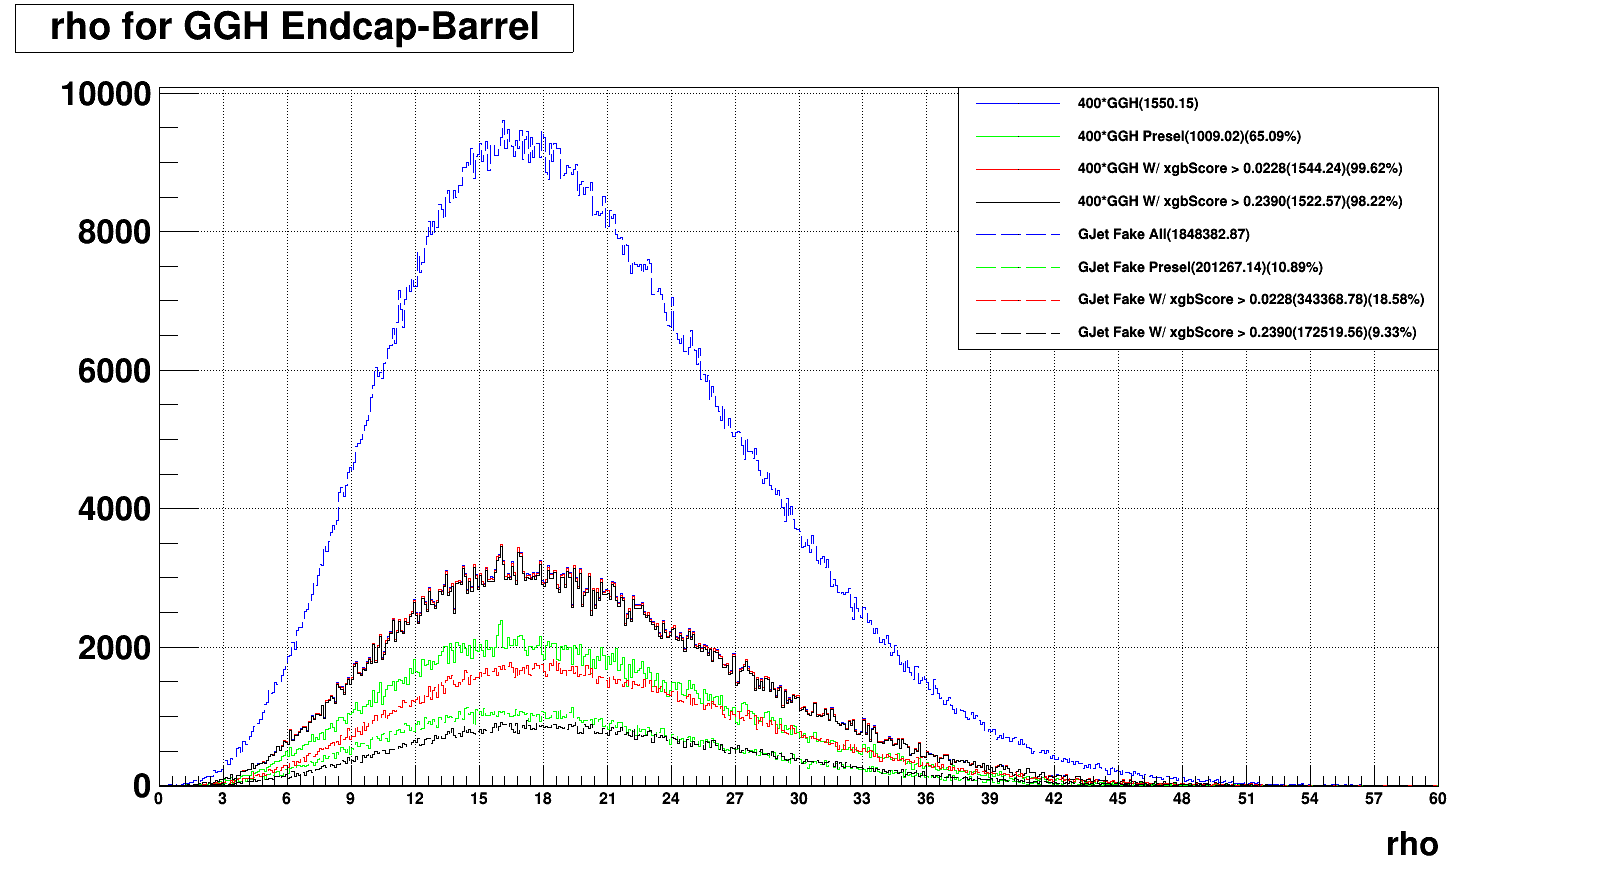 rho for GGH Endcap-Barrel
10000
8000
6000
4000
2000
0
400*GGH(1550.15)
400*GGH Presel(1009.02)(65.09%)
400*GGH W/ xgbScore > 0.0228(1544.24)(99.62%)
400*GGH W/ xgbScore > 0.2390(1522.57)(98.22%)
GJet Fake All(1848382.87)
GJet Fake Presel(201267.14)(10.89%)
GJet Fake W/ xgbScore > 0.0228(343368.78)(18.58%)
GJet Fake W/ xgbScore > 0.2390(172519.56)(9.33%)
0 3 6 9 12 15 18 21 24 27 30 33 36 39 42 45 48 51 54 57 60
rho